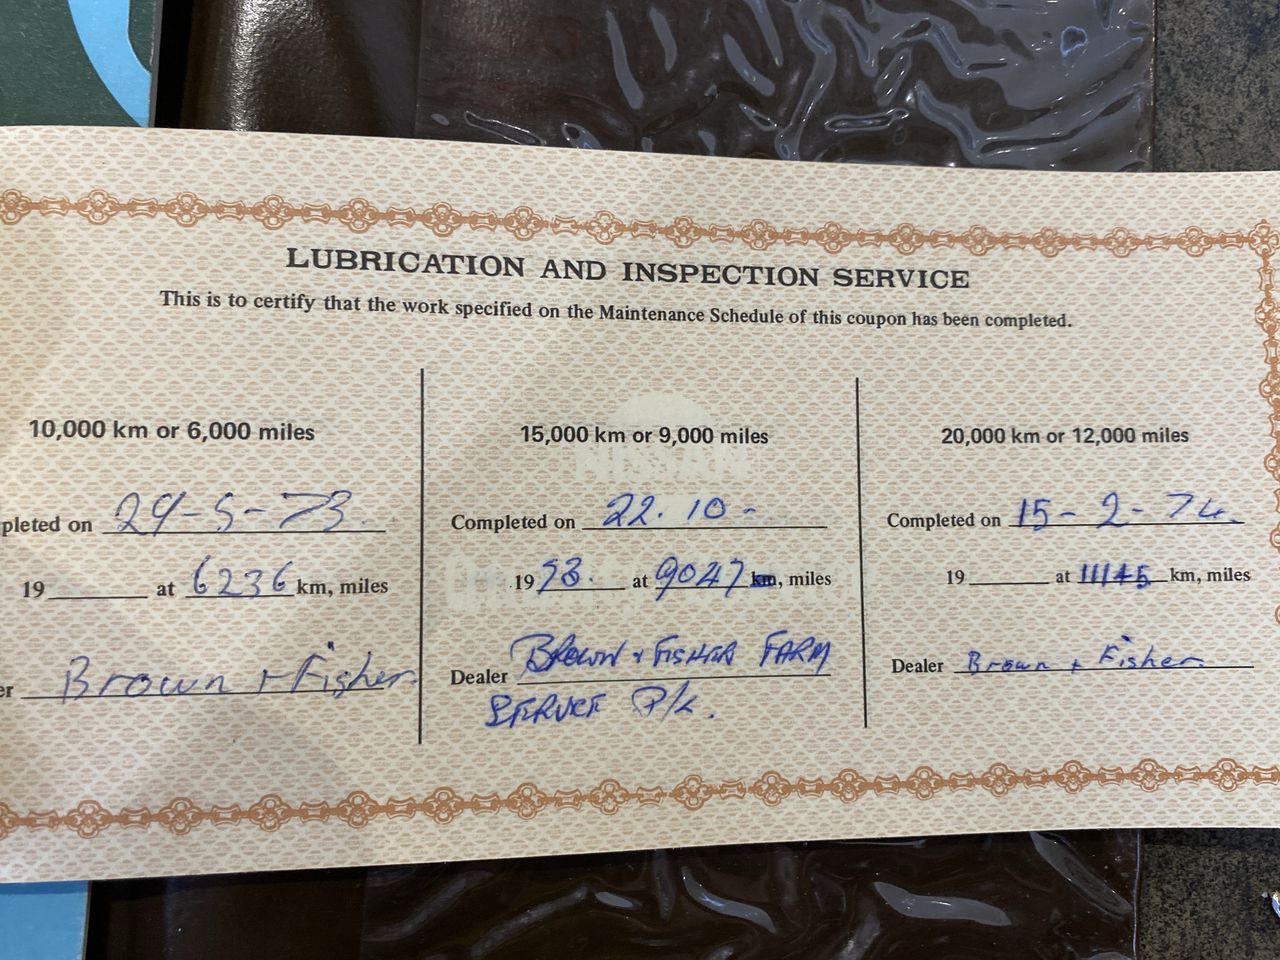 LUBRICATION AND INSPECTION SERVICE
This is to certify that the work specified on the Maintenance Schedule of this coupon has been completed.
10,000 km or 6,000 miles
pleted on 29-5-73.
19 at 6236 km, miles
er Brown + Fisher
15,000 km or 9,000 miles
NISSAN
Completed on 22. 10 -
19 73. at 9047 km, miles
Dealer BROWN + FISHER FARM
SERVICE P/L.
20,000 km or 12,000 miles
Completed on 15-2-74.
19 at 11145 km, miles
Dealer Brown + Fisher